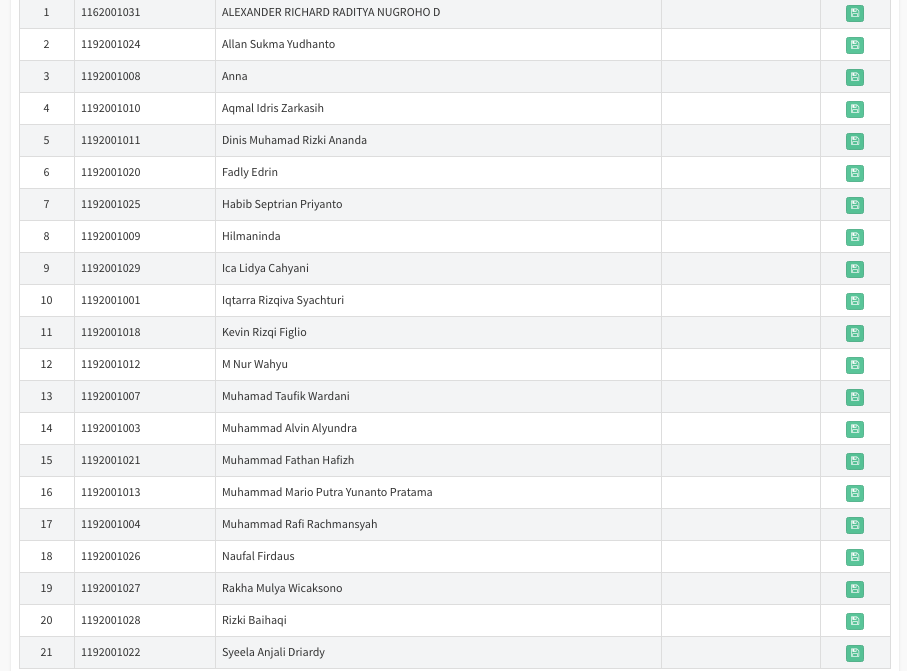 1 1162001031 ALEXANDER RICHARD RADITYA NUGROHO D
2 1192001024 Allan Sukma Yudhanto
3 1192001008 Anna
4 1192001010 Aqmal Idris Zarkasih
5 1192001011 Dinis Muhamad Rizki Ananda
6 1192001020 Fadly Edrin
7 1192001025 Habib Septrian Priyanto
8 1192001009 Hilmaninda
9 1192001029 Ica Lidya Cahyani
10 1192001001 Iqtarra Rizqiva Syachturi
11 1192001018 Kevin Rizqi Figlio
12 1192001012 M Nur Wahyu
13 1192001007 Muhamad Taufik Wardani
14 1192001003 Muhammad Alvin Alyundra
15 1192001021 Muhammad Fathan Hafizh
16 1192001013 Muhammad Mario Putra Yunanto Pratama
17 1192001004 Muhammad Rafi Rachmansyah
18 1192001026 Naufal Firdaus
19 1192001027 Rakha Mulya Wicaksono
20 1192001028 Rizki Baihaqi
21 1192001022 Syeela Anjali Driardy